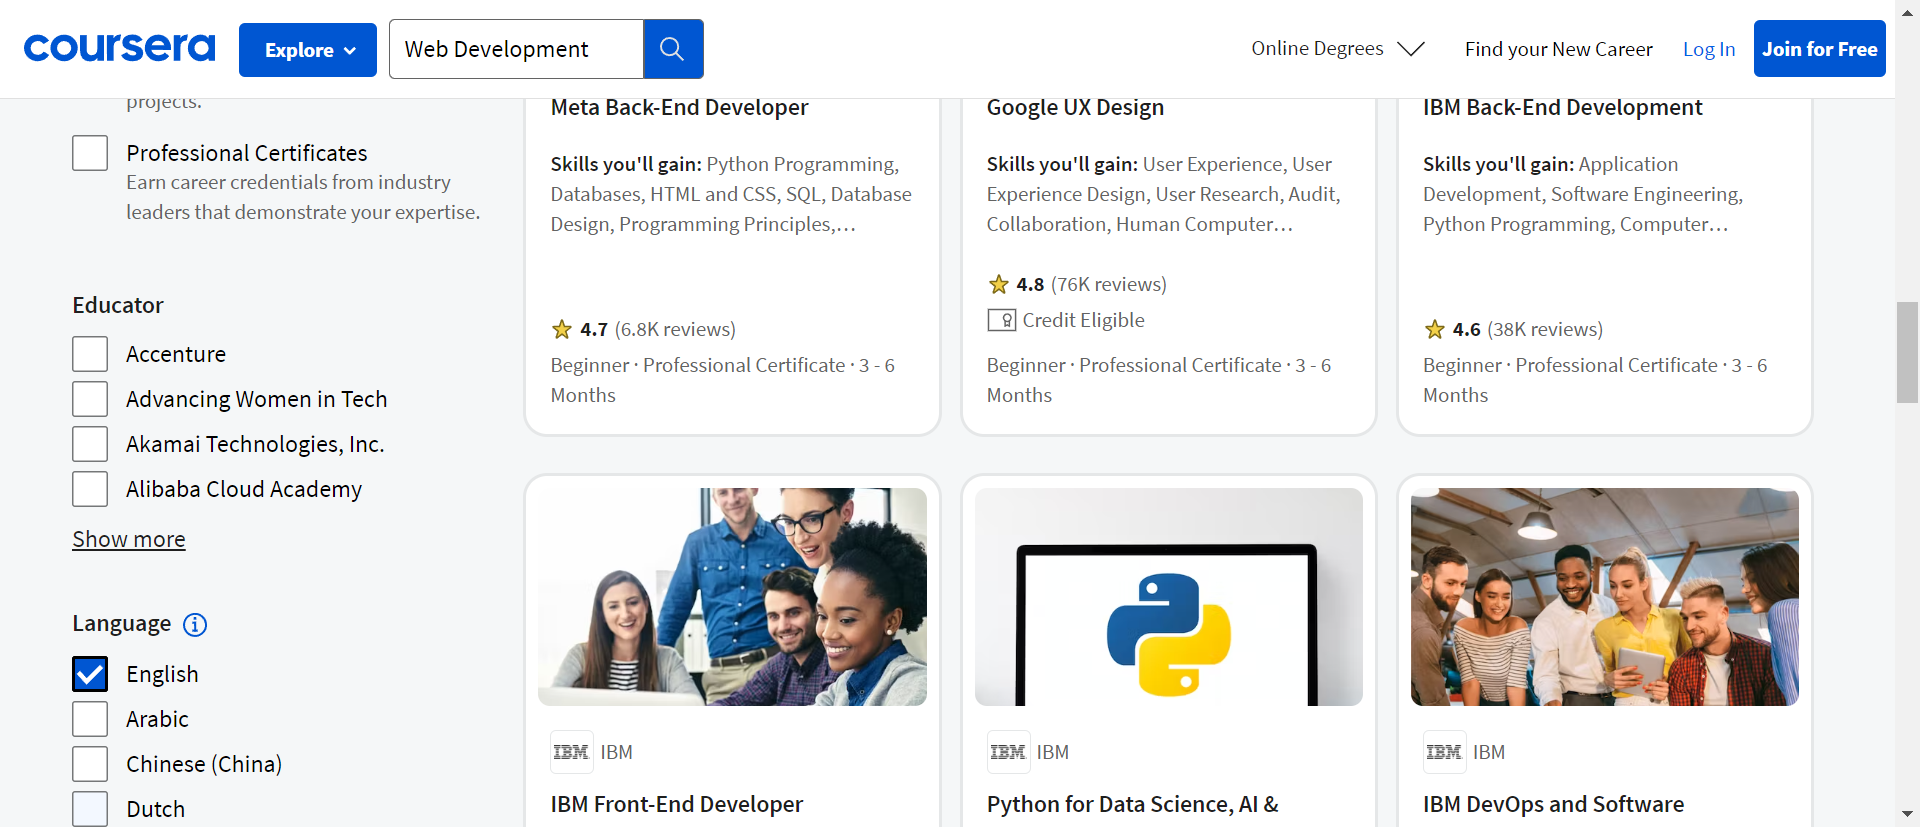 coursera
Explore
Web Development
Online Degrees
Find your New Career
Log In
Join for Free
projects.
Professional Certificates
Earn career credentials from industry
leaders that demonstrate your expertise.
Educator
Accenture
Advancing Women in Tech
Akamai Technologies, Inc.
Alibaba Cloud Academy
Show more
Language
English
Arabic
Chinese (China)
Dutch
Meta Back-End Developer
Skills you'll gain: Python Programming,
Databases, HTML and CSS, SQL, Database
Design, Programming Principles,…
4.7 (6.8K reviews)
Beginner · Professional Certificate · 3 - 6
Months
Google UX Design
Skills you'll gain: User Experience, User
Experience Design, User Research, Audit,
Collaboration, Human Computer…
4.8 (76K reviews)
Credit Eligible
Beginner · Professional Certificate · 3 - 6
Months
IBM Back-End Development
Skills you'll gain: Application
Development, Software Engineering,
Python Programming, Computer…
4.6 (38K reviews)
Beginner · Professional Certificate · 3 - 6
Months
IBM IBM
IBM Front-End Developer
IBM IBM
Python for Data Science, AI &
IBM IBM
IBM DevOps and Software